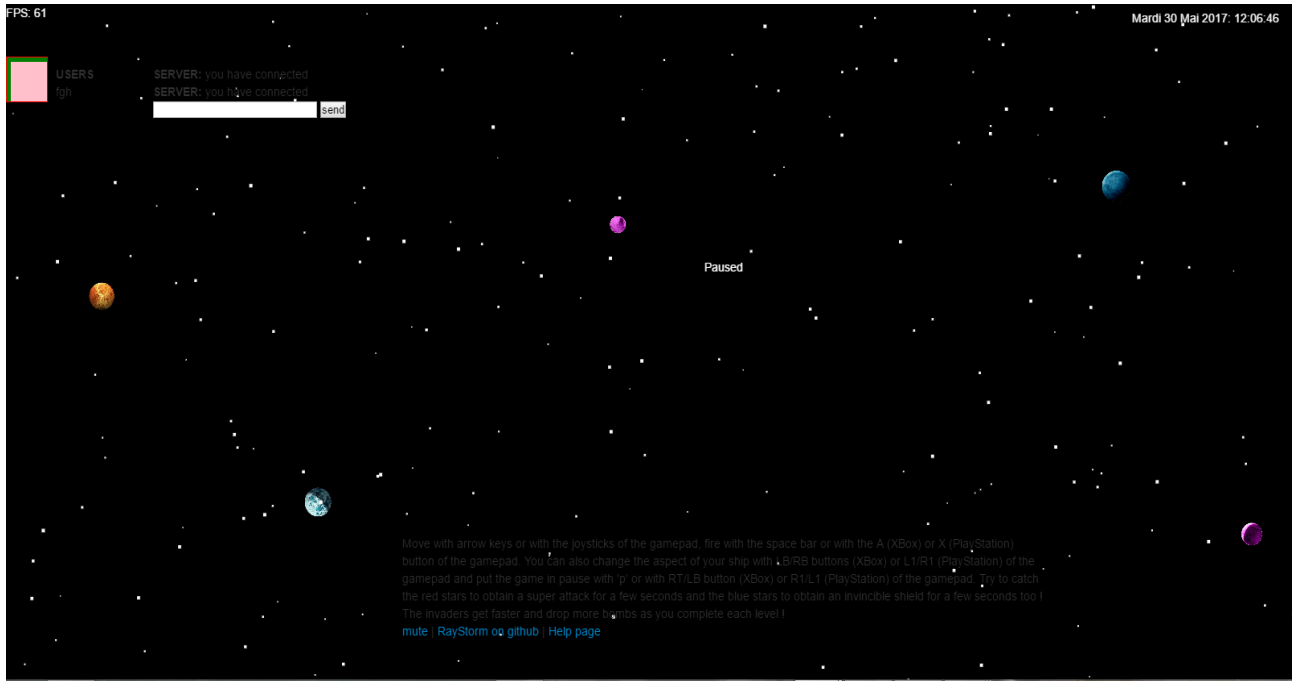 FPS: 61
Mardi 30 Mai 2017: 12:06:46
USERS
SERVER: you have connected
fgh
SERVER: you have connected
send
Paused
Move with arrow keys or with the joysticks of the gamepad, fire with the space bar or with the A (XBox) or X (PlayStation)
button of the gamepad. You can also change the aspect of your ship with LB/RB buttons (XBox) or L1/R1 (PlayStation) of the
gamepad and put the game in pause with 'p' or with RT/LB button (XBox) or R1/L1 (PlayStation) of the gamepad. Try to catch
the red stars to obtain a super attack for a few seconds and the blue stars to obtain an invincible shield for a few seconds too !
The invaders get faster and drop more bombs as you complete each level !
mute | RayStorm on github | Help page